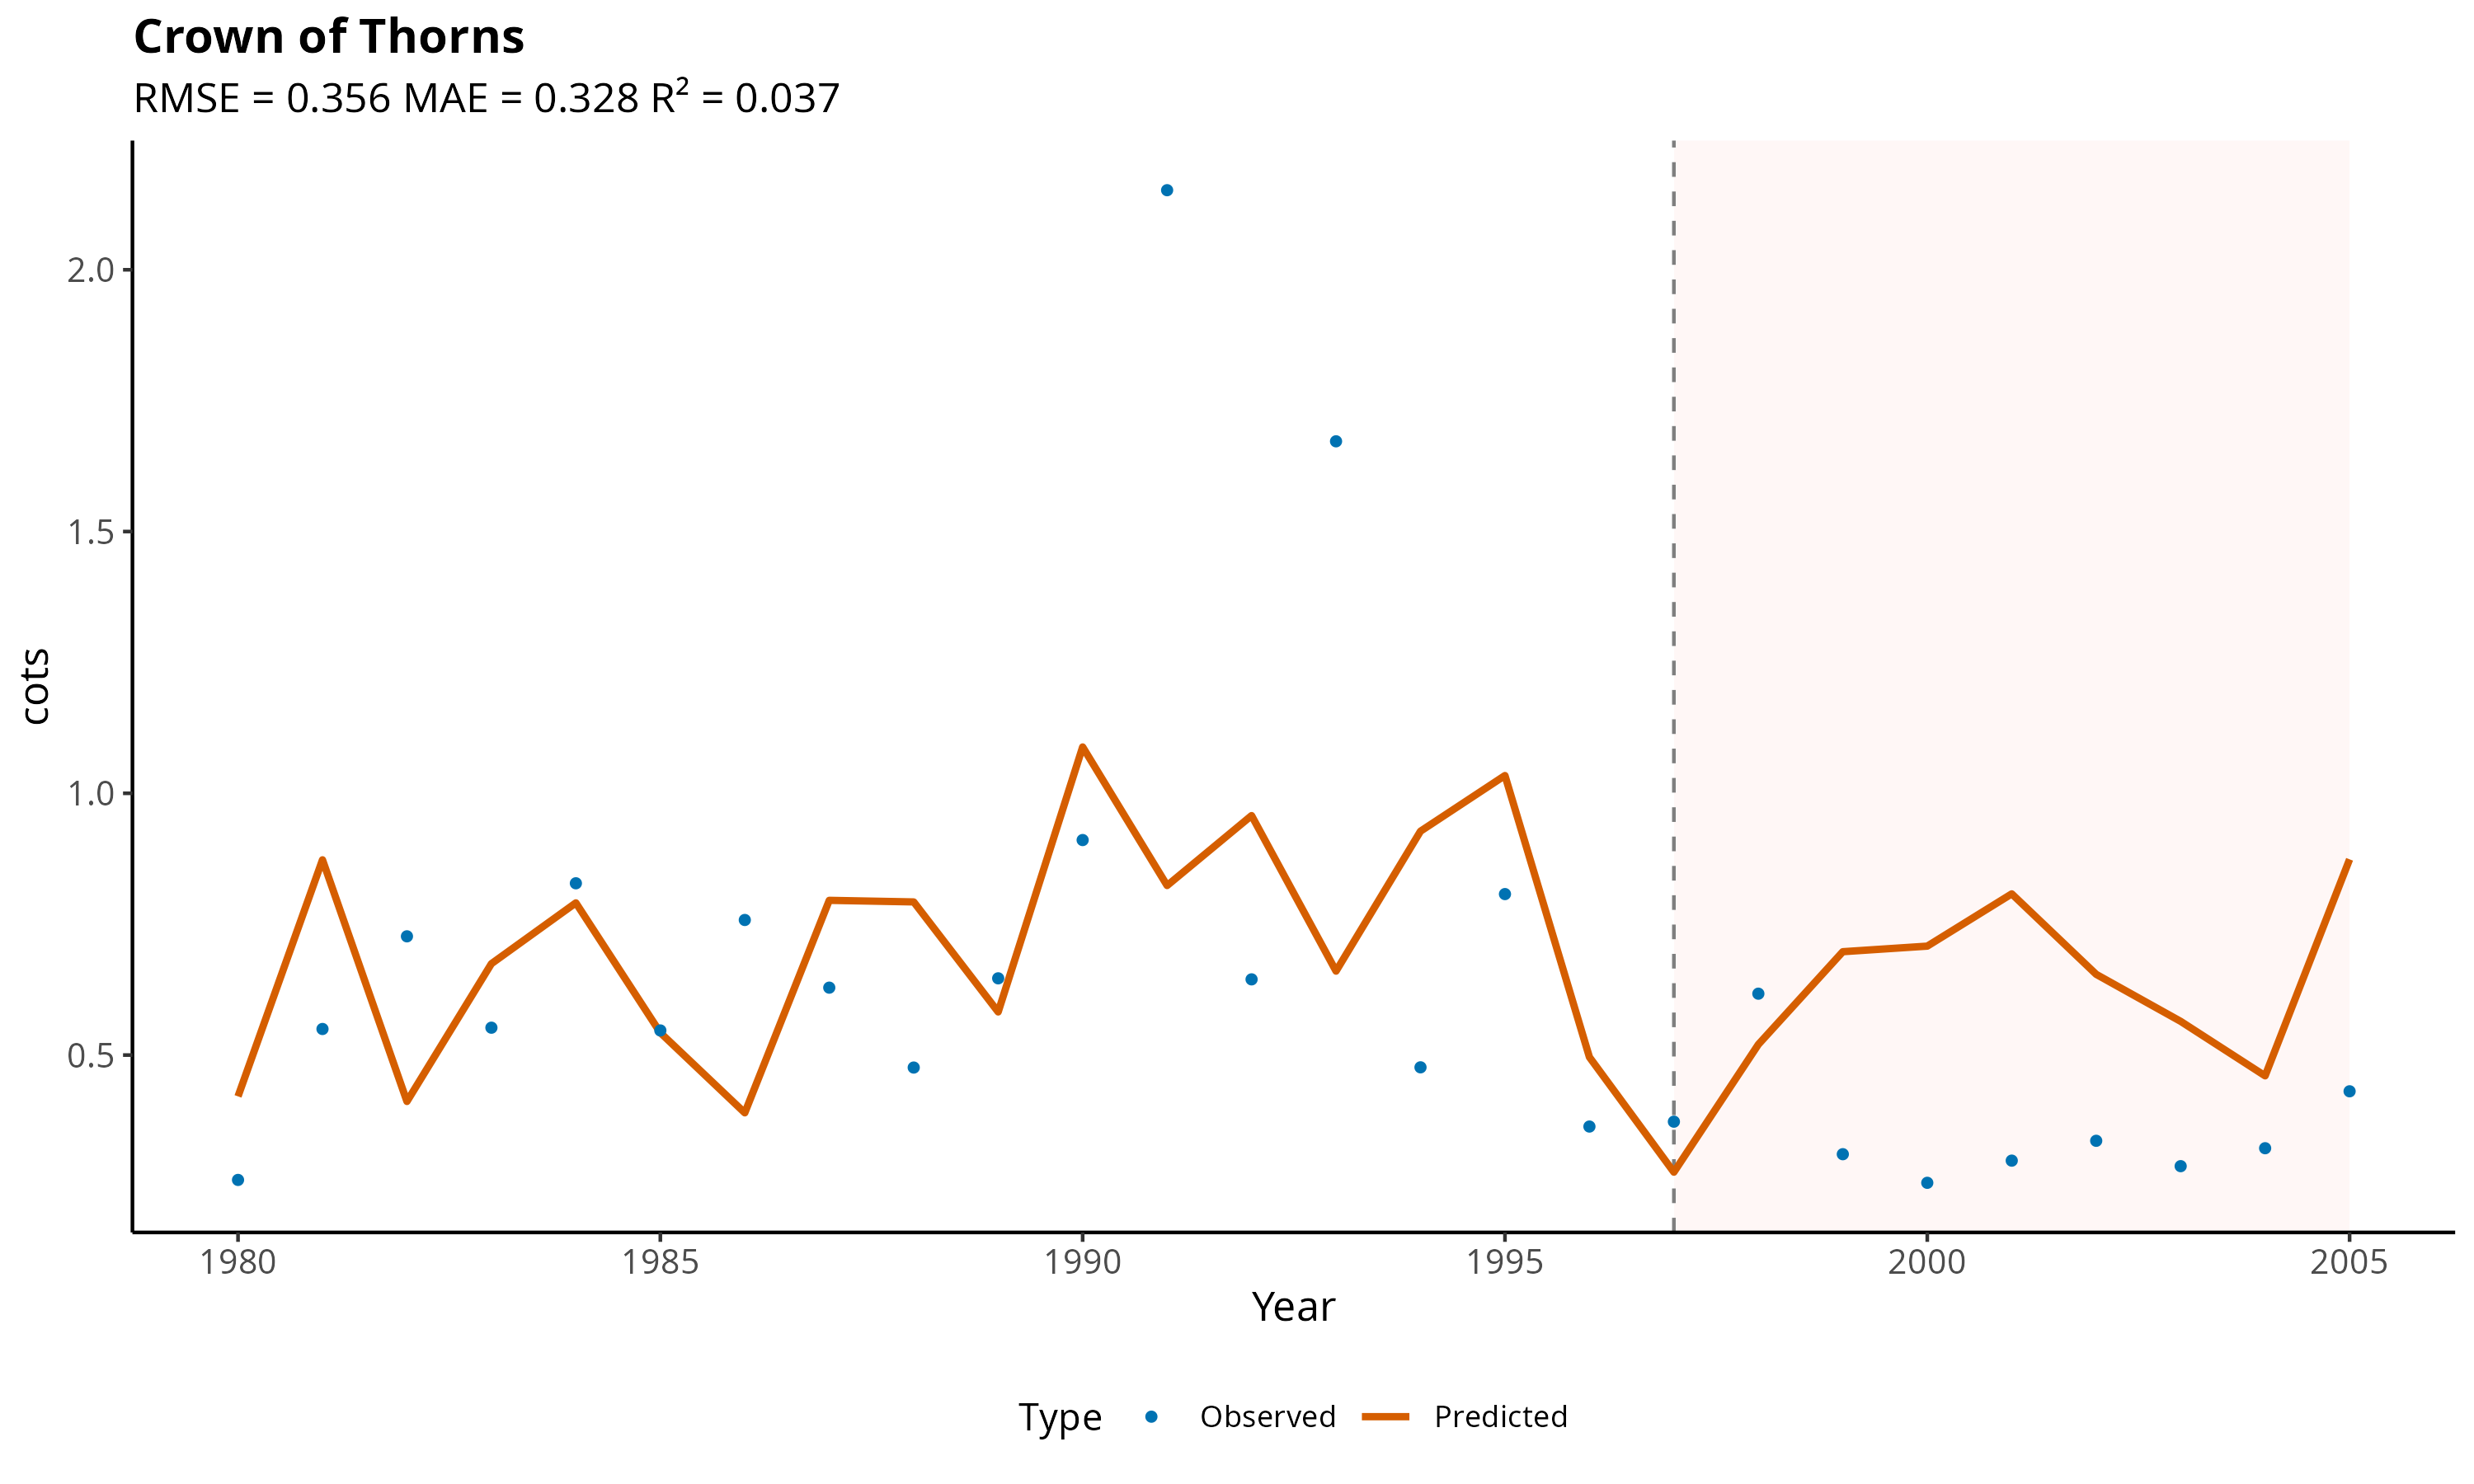 Crown of Thorns
RMSE = 0.356 MAE = 0.328 R² = 0.037
cots
2.0
1.5
1.0
0.5
1980 1985 1990 1995 2000 2005
Year
Type Observed Predicted